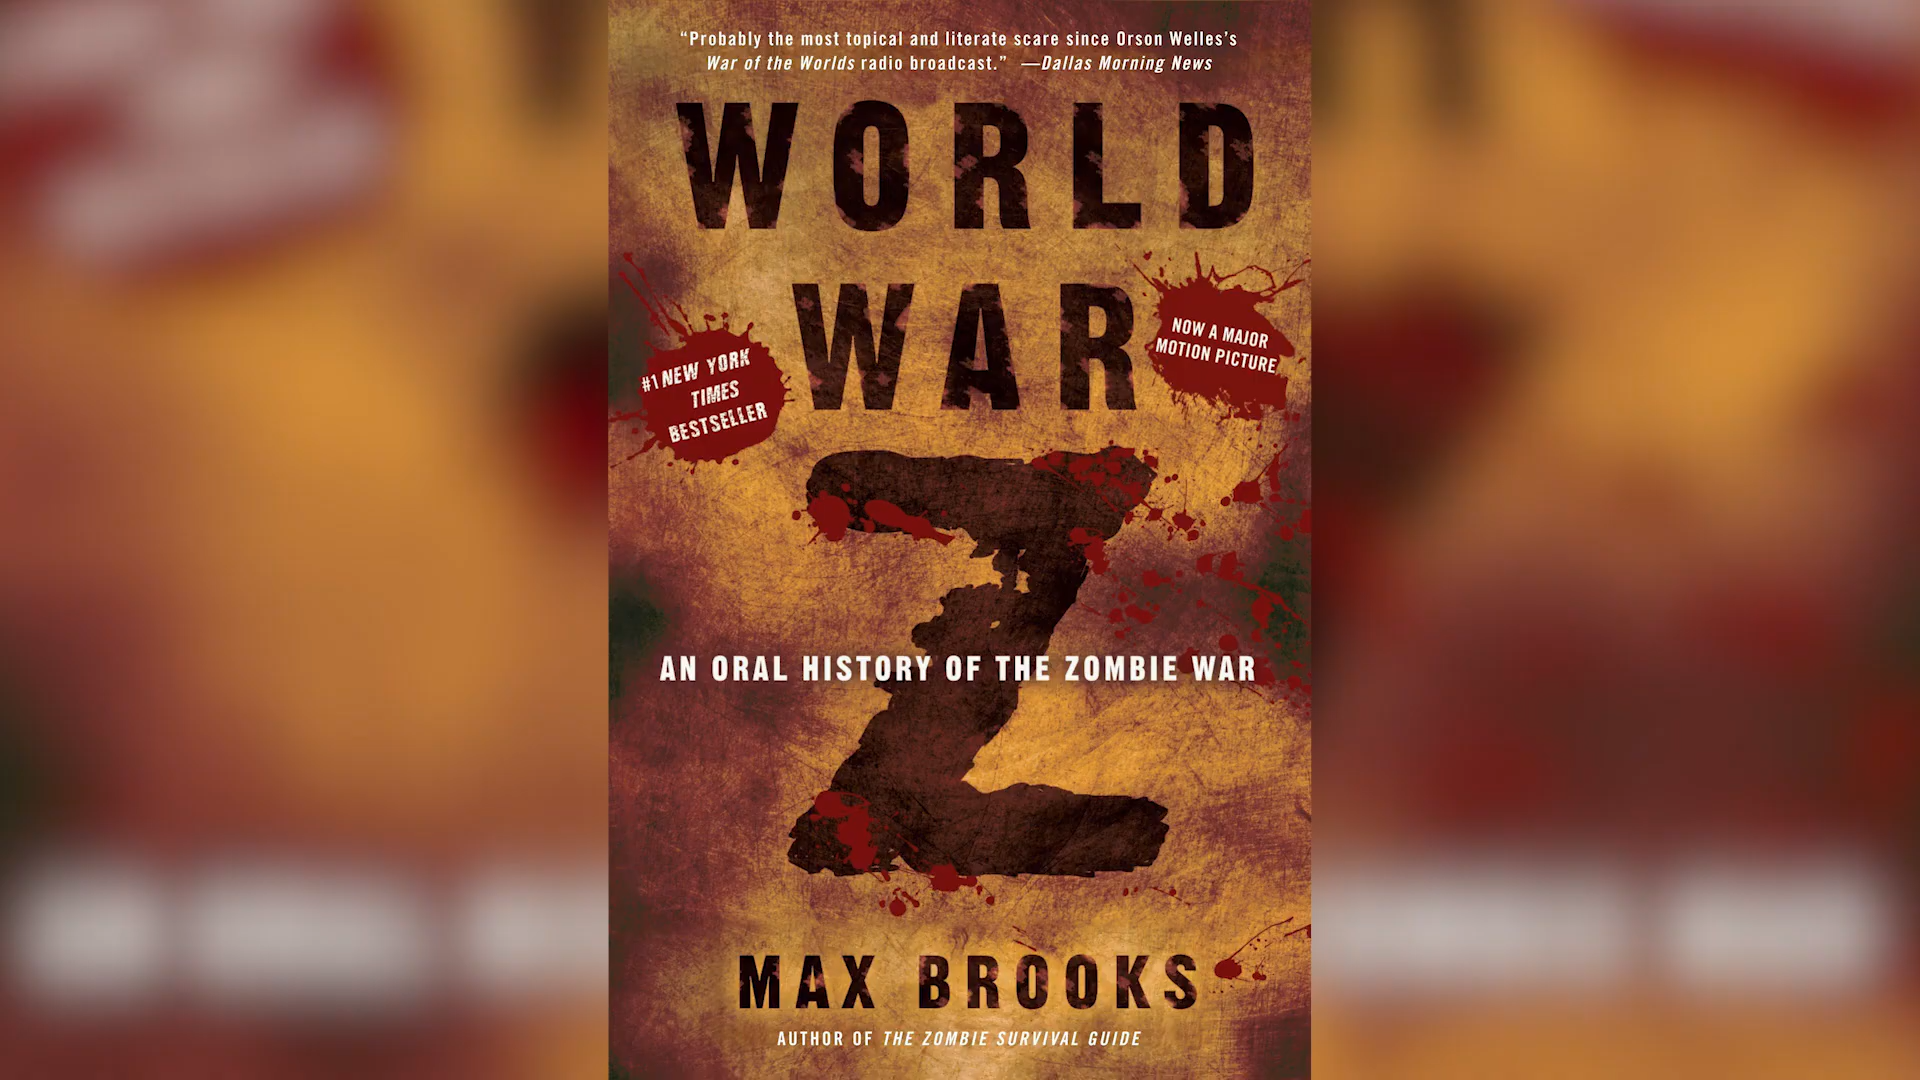 “Probably the most topical and literate scare since Orson Welles’s
War of the Worlds radio broadcast.” —Dallas Morning News
WORLD
WAR
NOW A MAJOR
MOTION PICTURE
#1 NEW YORK
TIMES
BESTSELLER
Z
AN ORAL HISTORY OF THE ZOMBIE WAR
MAX BROOKS
AUTHOR OF THE ZOMBIE SURVIVAL GUIDE